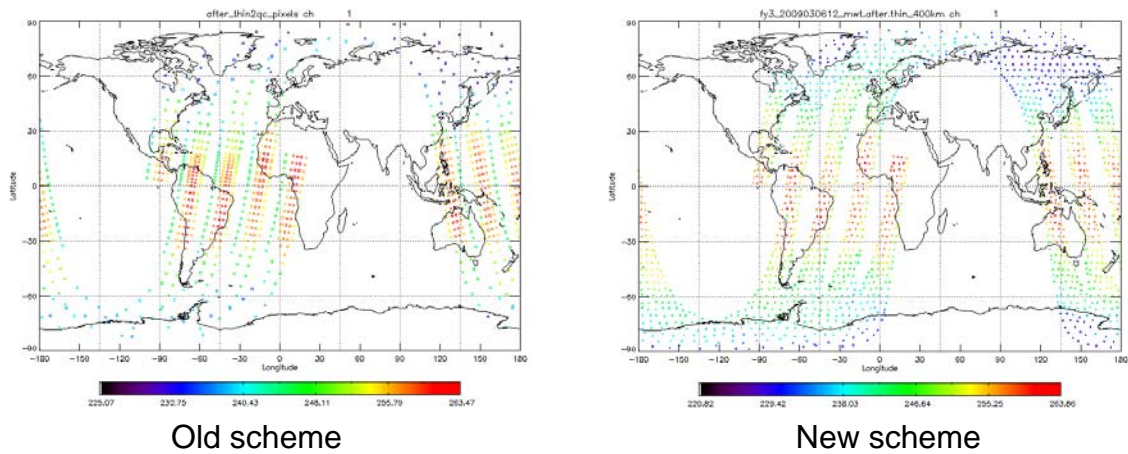 after_thin2qc_pixels ch 1
90
60
30
0
−30
−60
−90
Latitude
−180 −150 −120 −90 −60 −30 0 30 60 90 120 150 180
Longitude
225.07 232.75 240.43 248.11 255.79 263.47
Old scheme
fy3_2009030612_mwt.after.thin_400km ch 1
90
60
30
0
−30
−60
−90
Latitude
−180 −150 −120 −90 −60 −30 0 30 60 90 120 150 180
Longitude
220.82 229.42 238.03 246.64 255.25 263.86
New scheme